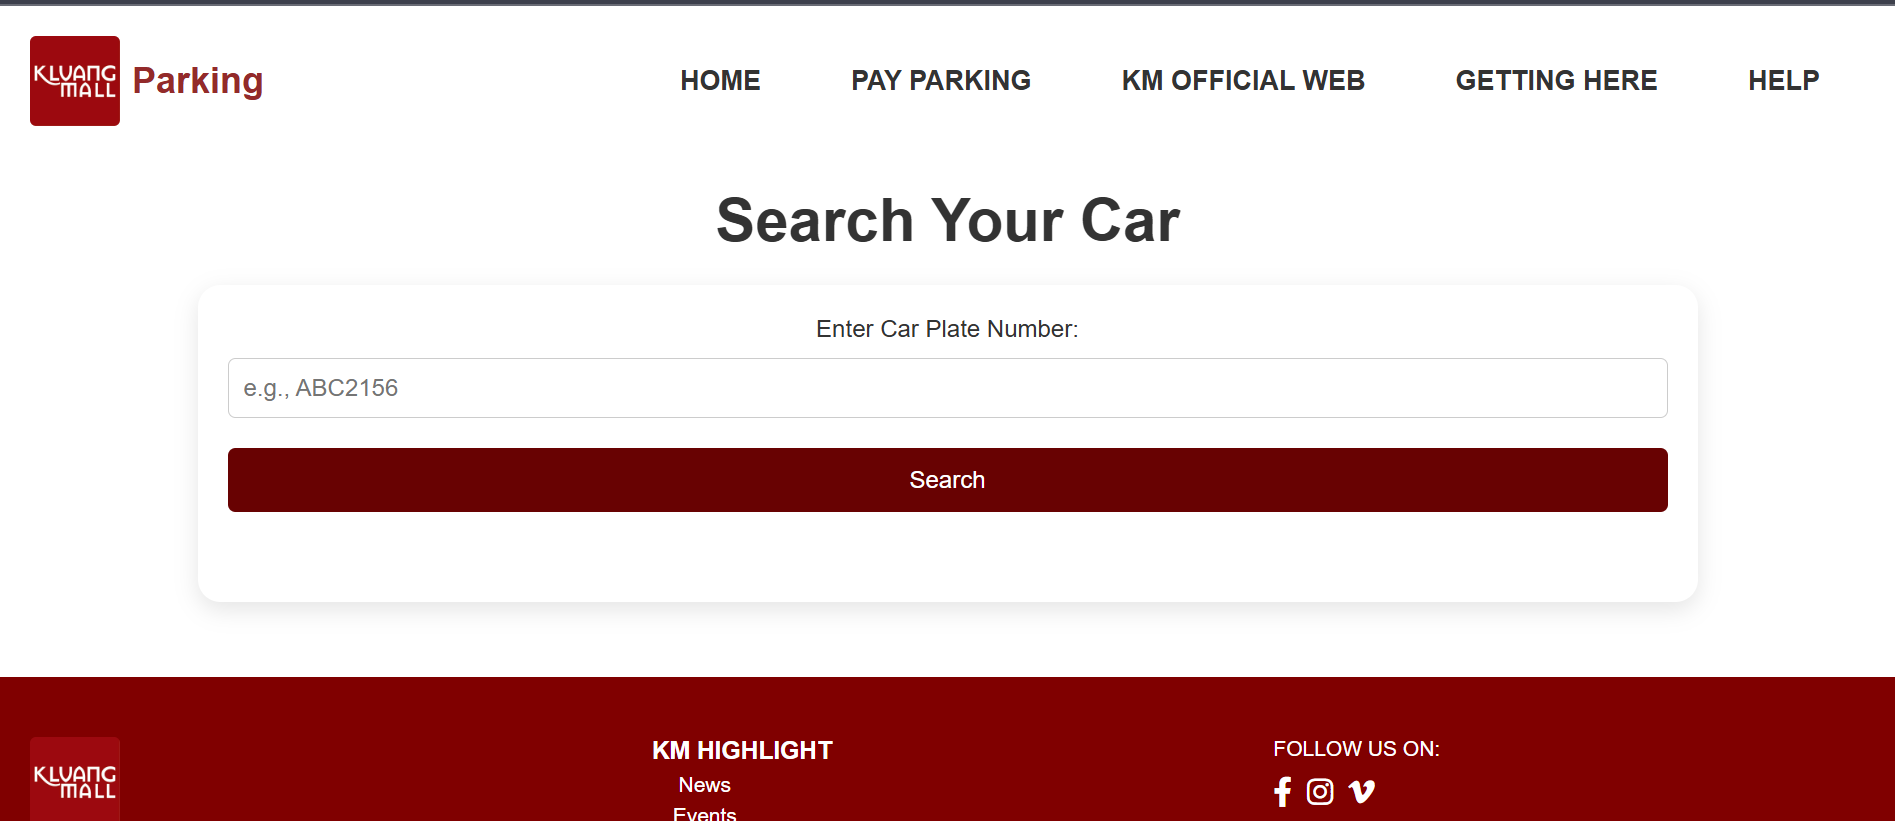 KLUANG
MALL
Parking
HOME
PAY PARKING
KM OFFICIAL WEB
GETTING HERE
HELP
Search Your Car
Enter Car Plate Number:
e.g., ABC2156
Search
KLUANG
MALL
KM HIGHLIGHT
News
Events
FOLLOW US ON: